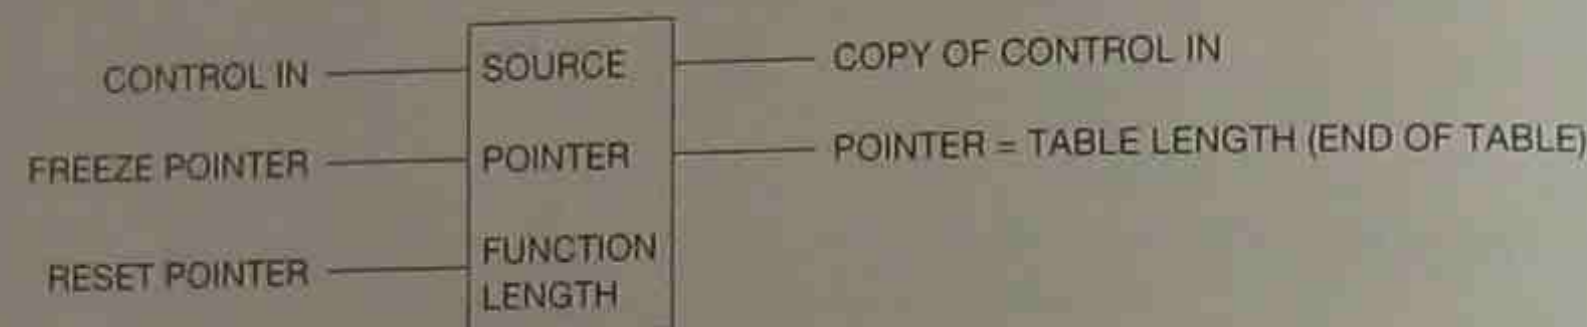 CONTROL IN
SOURCE
COPY OF CONTROL IN
FREEZE POINTER
POINTER
POINTER = TABLE LENGTH (END OF TABLE)
RESET POINTER
FUNCTION
LENGTH